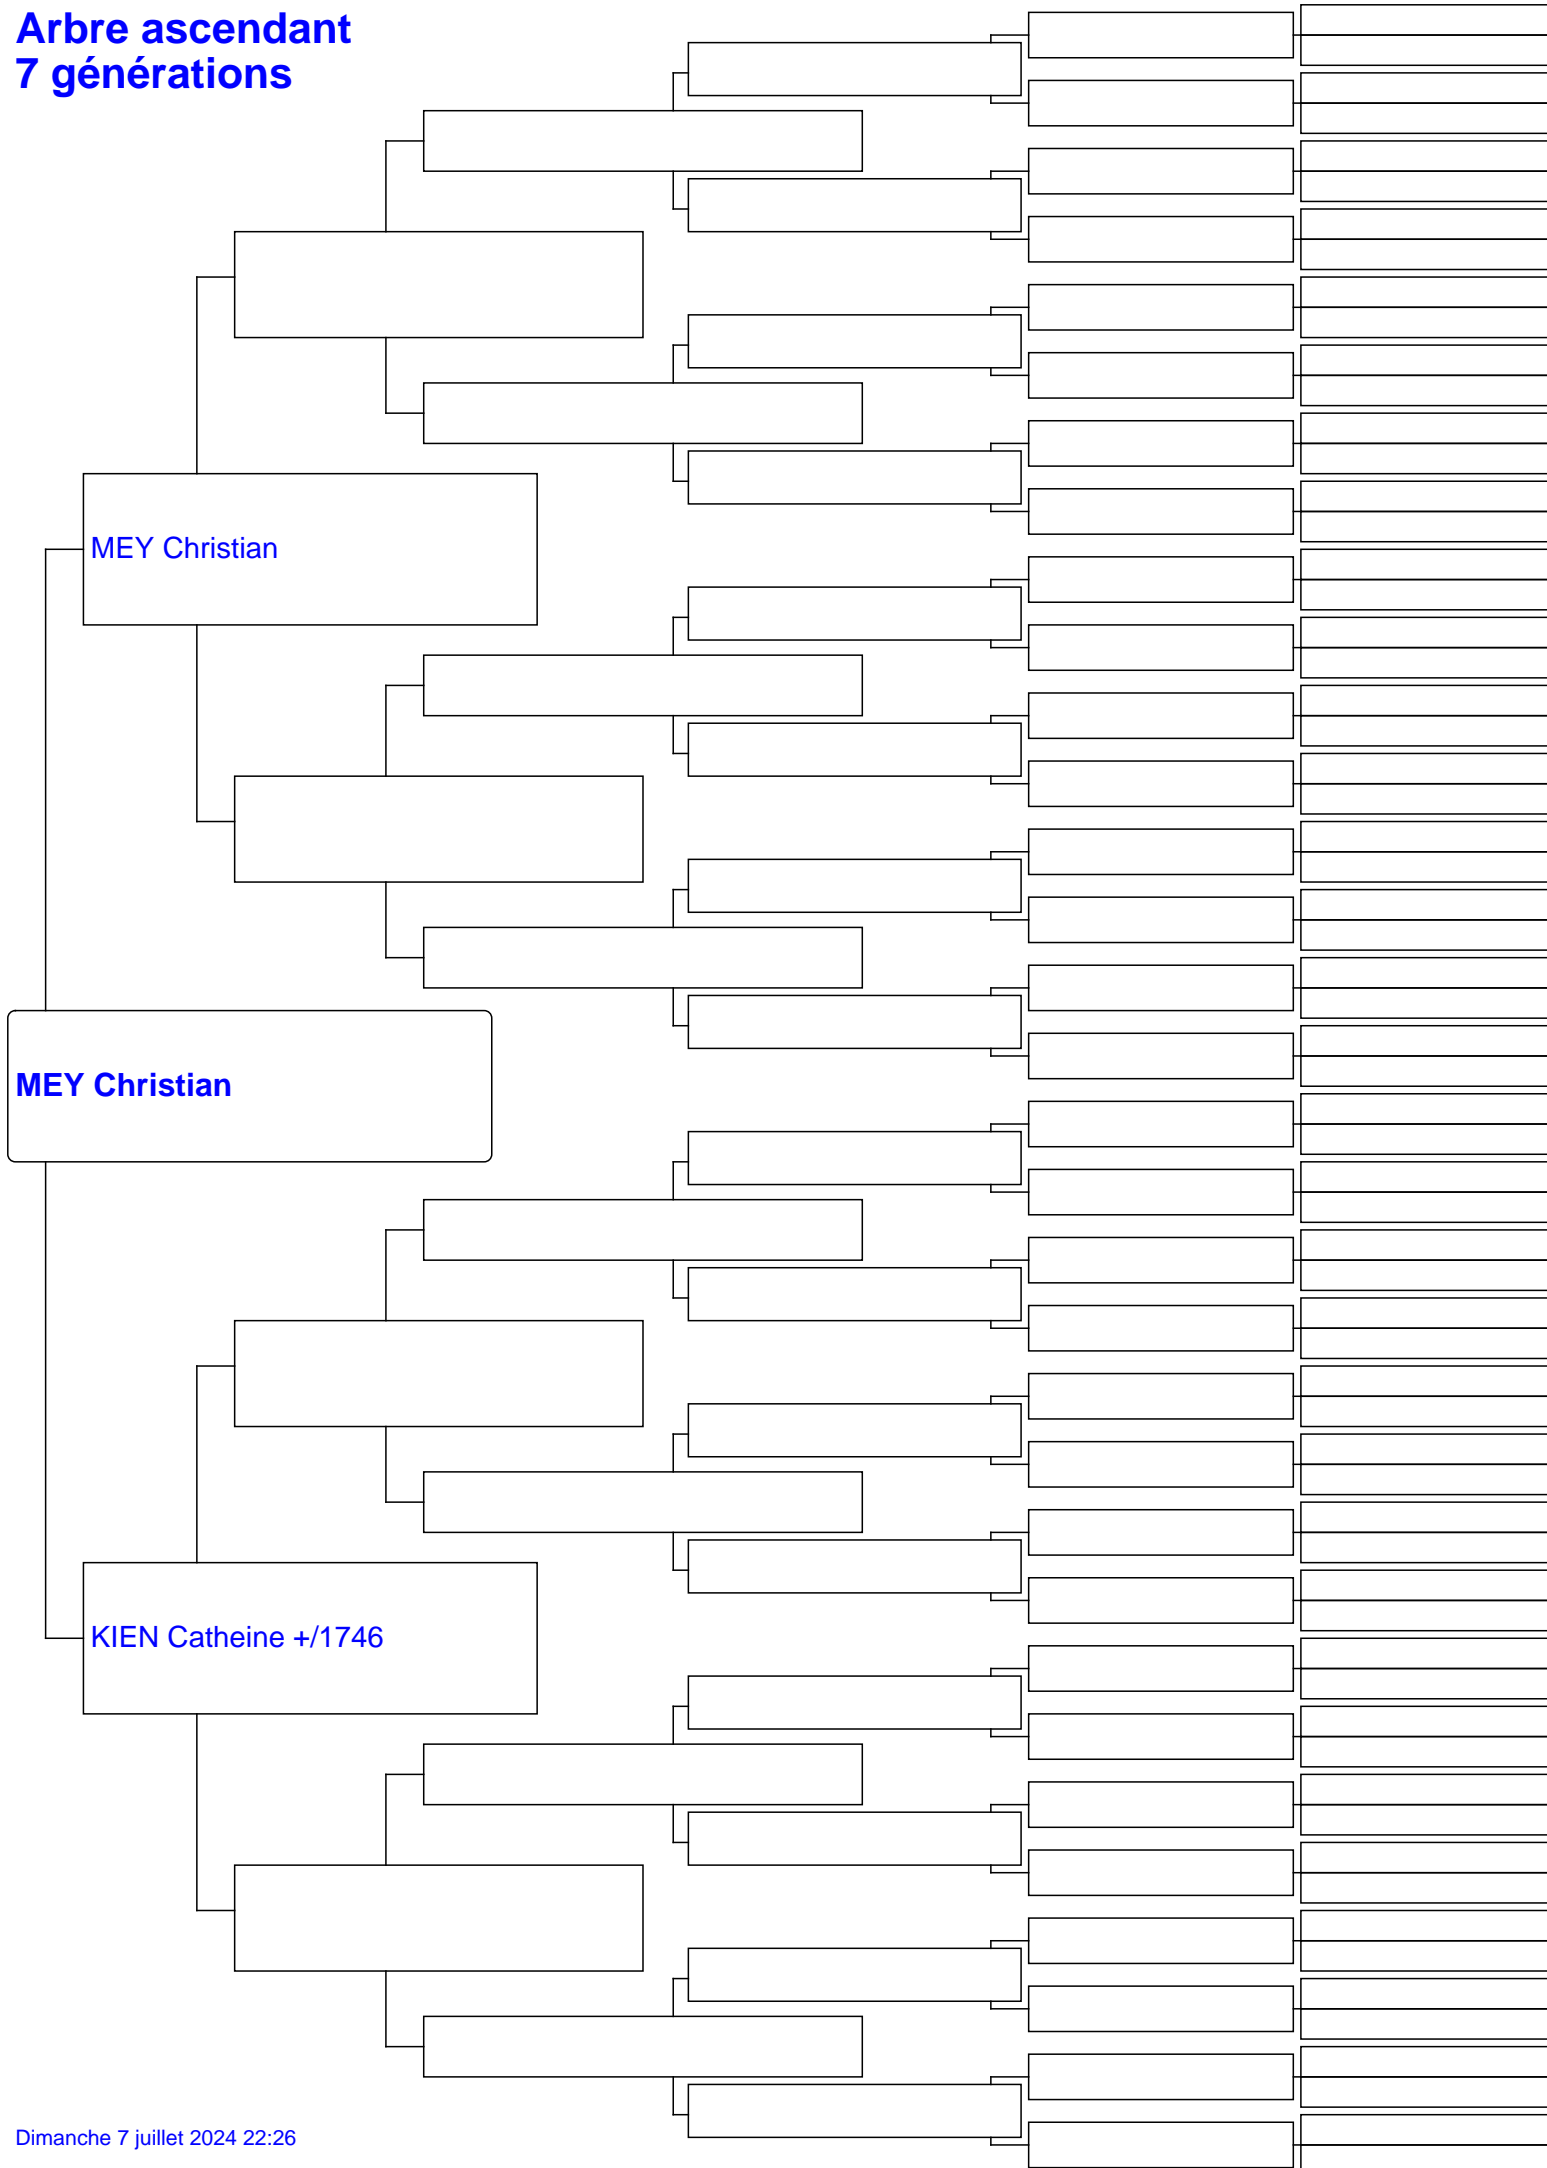 Arbre ascendant
7 générations
MEY Christian
MEY Christian
KIEN Catheine +/1746
Dimanche 7 juillet 2024 22:26